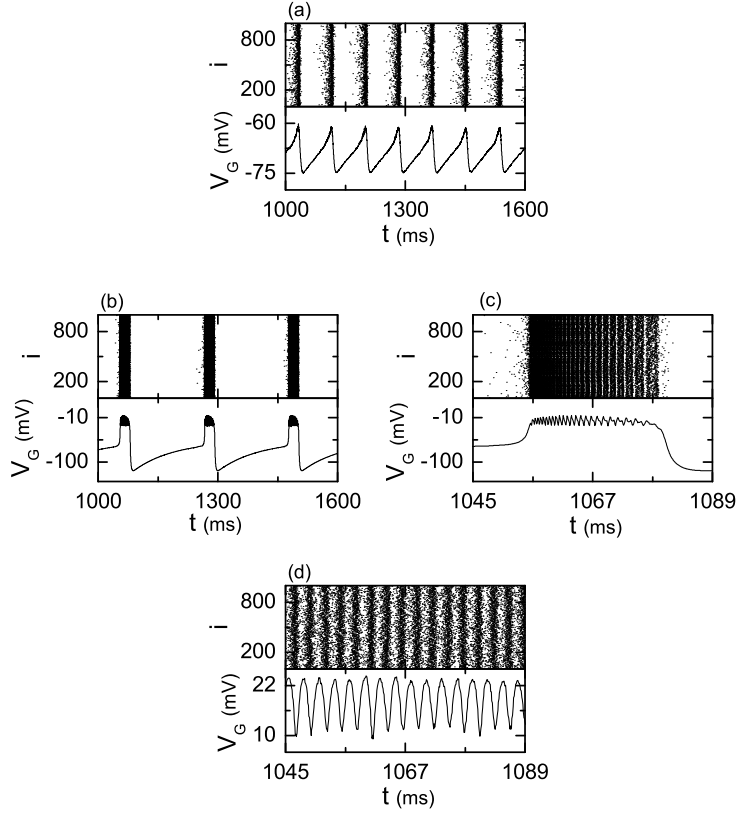 (a)
800
i
200
-60
V_G (mV)
-75
1000 1300 1600
t (ms)
(b) (c)
800 800
i i
200 200
-10 -10
V_G (mV) V_G (mV)
-100 -100
1000 1300 1600 1045 1067 1089
t (ms) t (ms)
(d)
800
i
200
22
V_G (mV)
10
1045 1067 1089
t (ms)